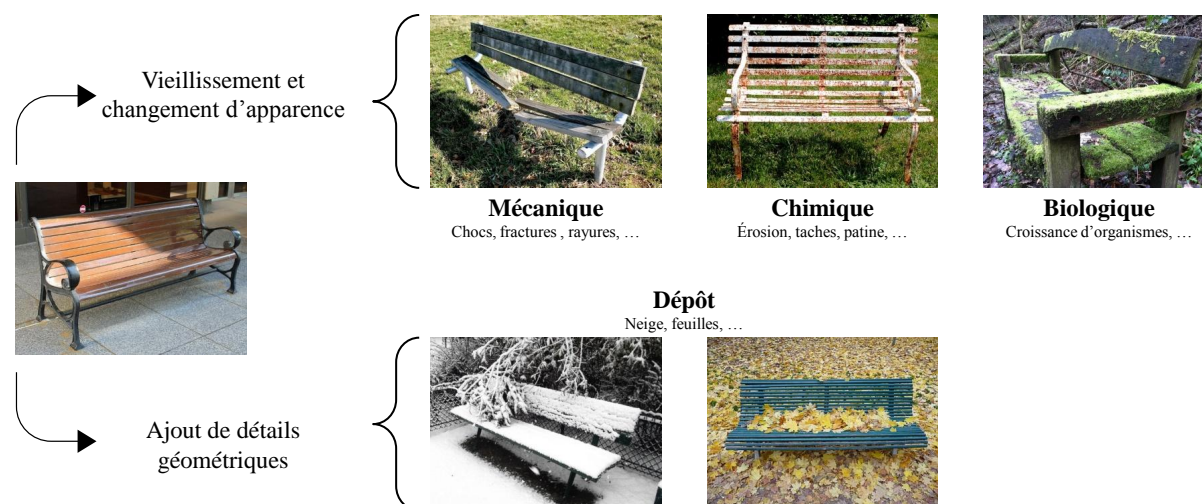 Vieillissement et
changement d’apparence
Mécanique
Chocs, fractures , rayures, …
Chimique
Érosion, taches, patine, …
Biologique
Croissance d’organismes, …
Dépôt
Neige, feuilles, …
Ajout de détails
géométriques